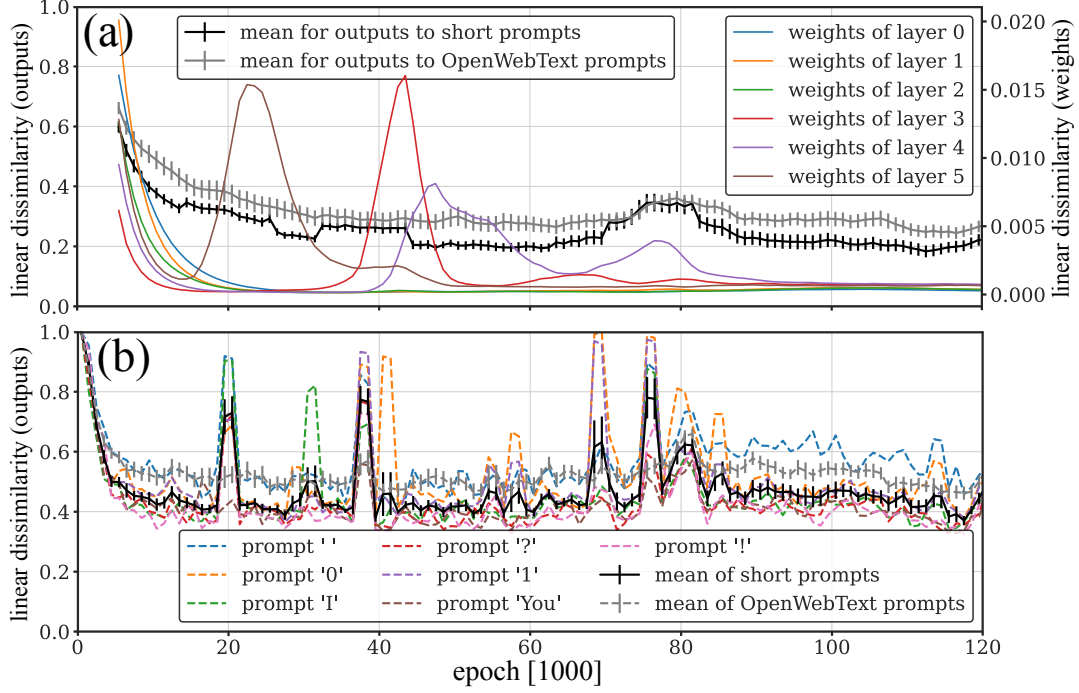 (a)
linear dissimilarity (outputs)
1.0
0.8
0.6
0.4
0.2
0.0
mean for outputs to short prompts
mean for outputs to OpenWebText prompts
weights of layer 0
weights of layer 1
weights of layer 2
weights of layer 3
weights of layer 4
weights of layer 5
0.020
0.015
0.010
0.005
0.000
linear dissimilarity (weights)
(b)
linear dissimilarity (outputs)
1.0
0.8
0.6
0.4
0.2
0.0
prompt ' '
prompt '0'
prompt 'I'
prompt '?'
prompt '1'
prompt 'You'
prompt '!'
mean of short prompts
mean of OpenWebText prompts
0 20 40 60 80 100 120
epoch [1000]